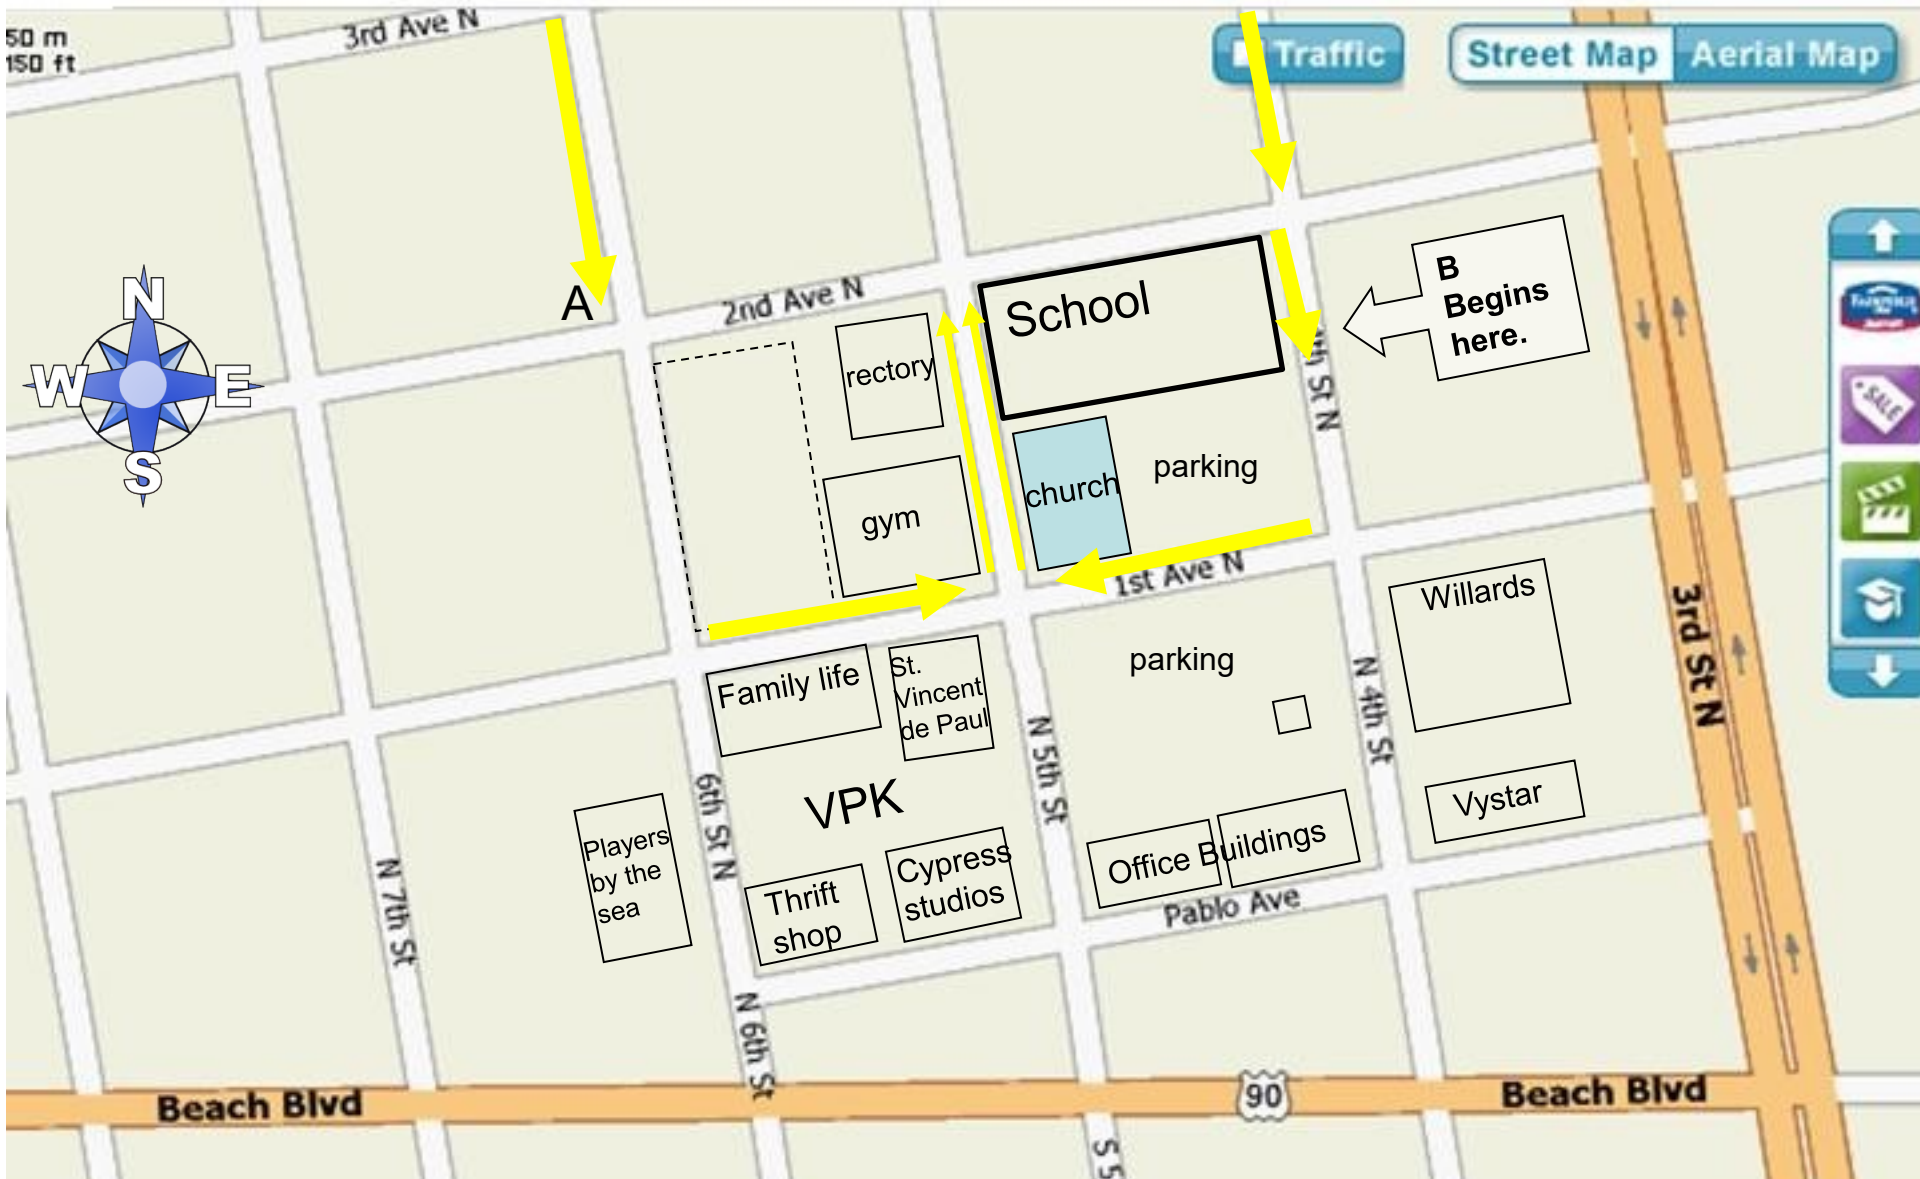 50 m
150 ft
3rd Ave N
Traffic
Street Map
Aerial Map
N
W
E
S
A
2nd Ave N
School
B
Begins
here.
rectory
St N
SALE
church
parking
gym
1st Ave N
Willards
3rd St N
Family life
St.
Vincent
de Paul
parking
N 4th St
N 5th St
6th St N
VPK
Vystar
Players
by the
sea
Office Buildings
Cypress
studios
Thrift
shop
N 7th St
Pablo Ave
N 6th St
Beach Blvd
90
Beach Blvd
S 5